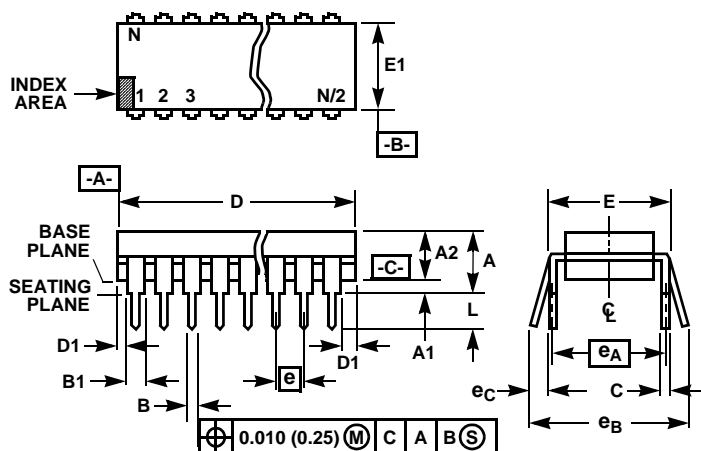 N
E1
INDEX
AREA
1 2 3 N/2
-B-
-A-
D
E
BASE
PLANE
A2 A
-C-
SEATING
PLANE
L
D1 A1 D1
e
eA
B1
eC C
B
eB
0.010 (0.25) M C A B S